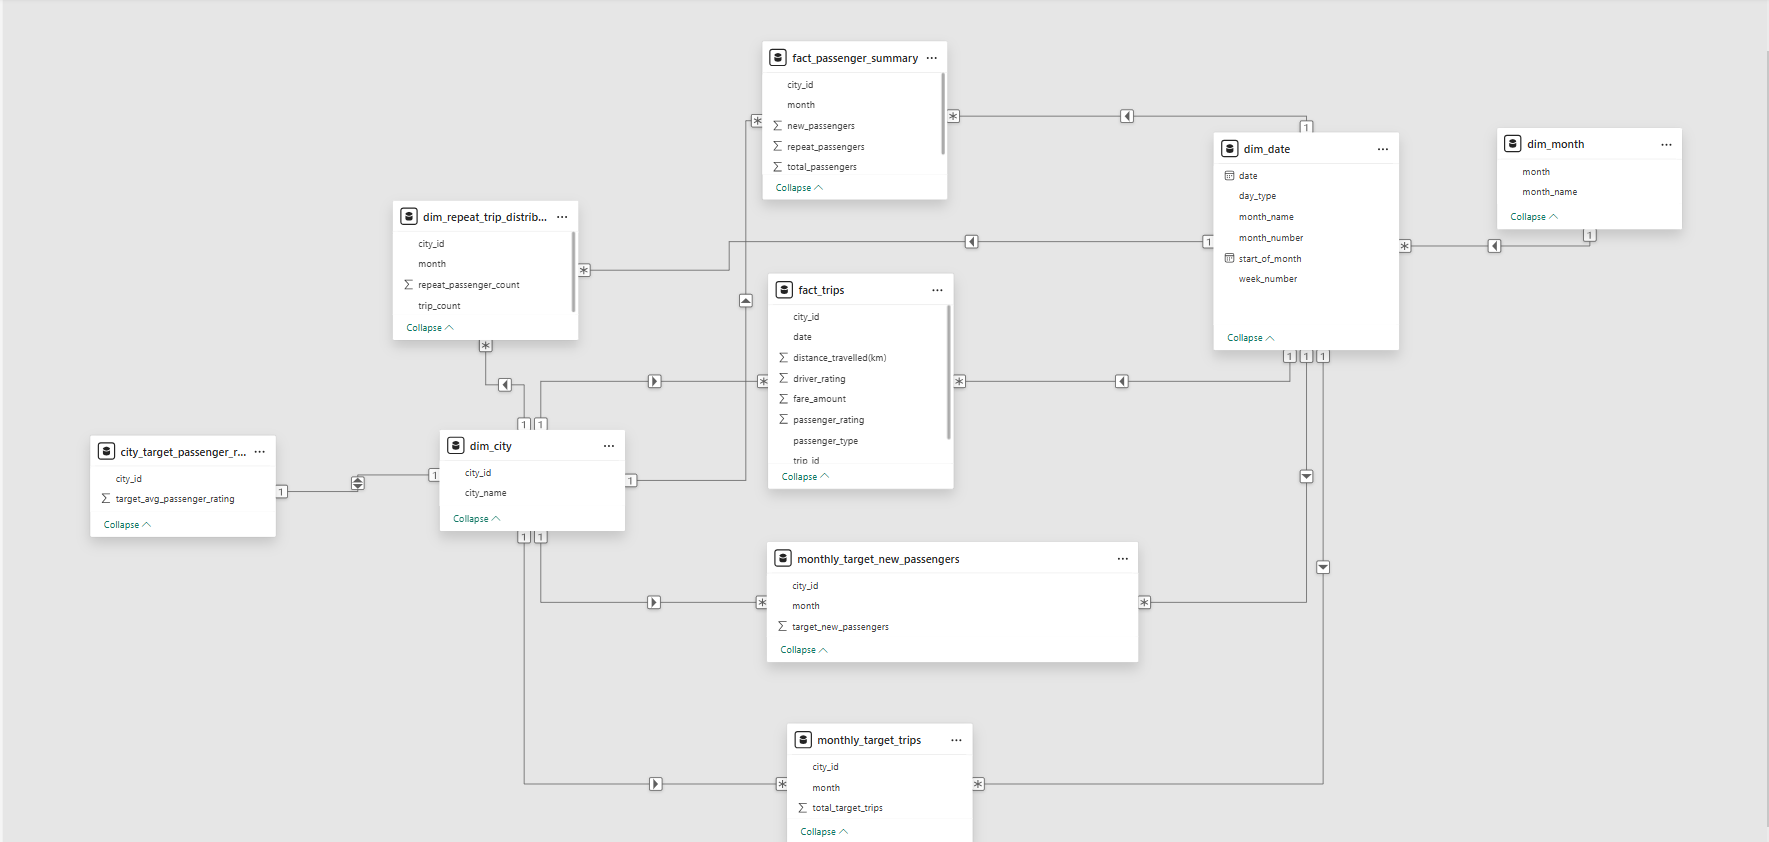 fact_passenger_summary
city_id
month
new_passengers
repeat_passengers
total_passengers
Collapse
dim_date
date
day_type
month_name
month_number
start_of_month
week_number
Collapse
dim_month
month
month_name
Collapse
dim_repeat_trip_distrib...
city_id
month
repeat_passenger_count
trip_count
Collapse
fact_trips
city_id
date
distance_travelled(km)
driver_rating
fare_amount
passenger_rating
passenger_type
trip_id
Collapse
city_target_passenger_r...
city_id
target_avg_passenger_rating
Collapse
dim_city
city_id
city_name
Collapse
monthly_target_new_passengers
city_id
month
target_new_passengers
Collapse
monthly_target_trips
city_id
month
total_target_trips
Collapse